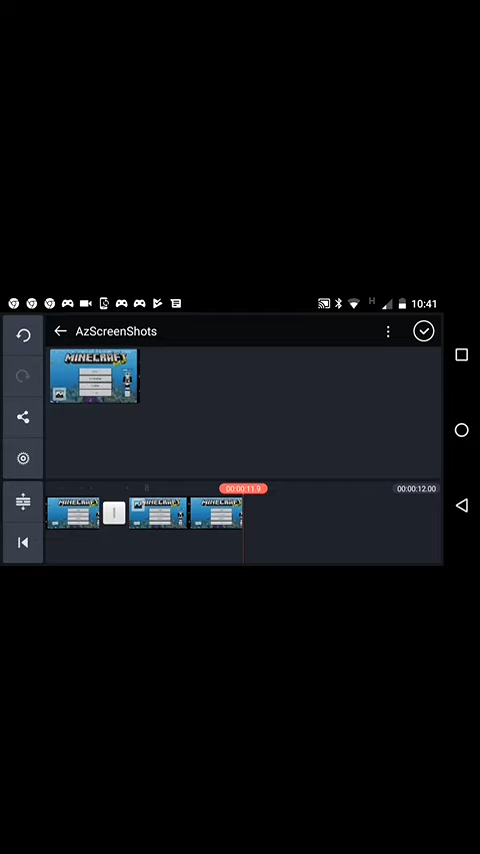 H 10:41
AzScreenShots
MINECRAFT
00:00:11.9
00:00:12.00
MINECRAFT
MINECRAFT
MINECRAFT